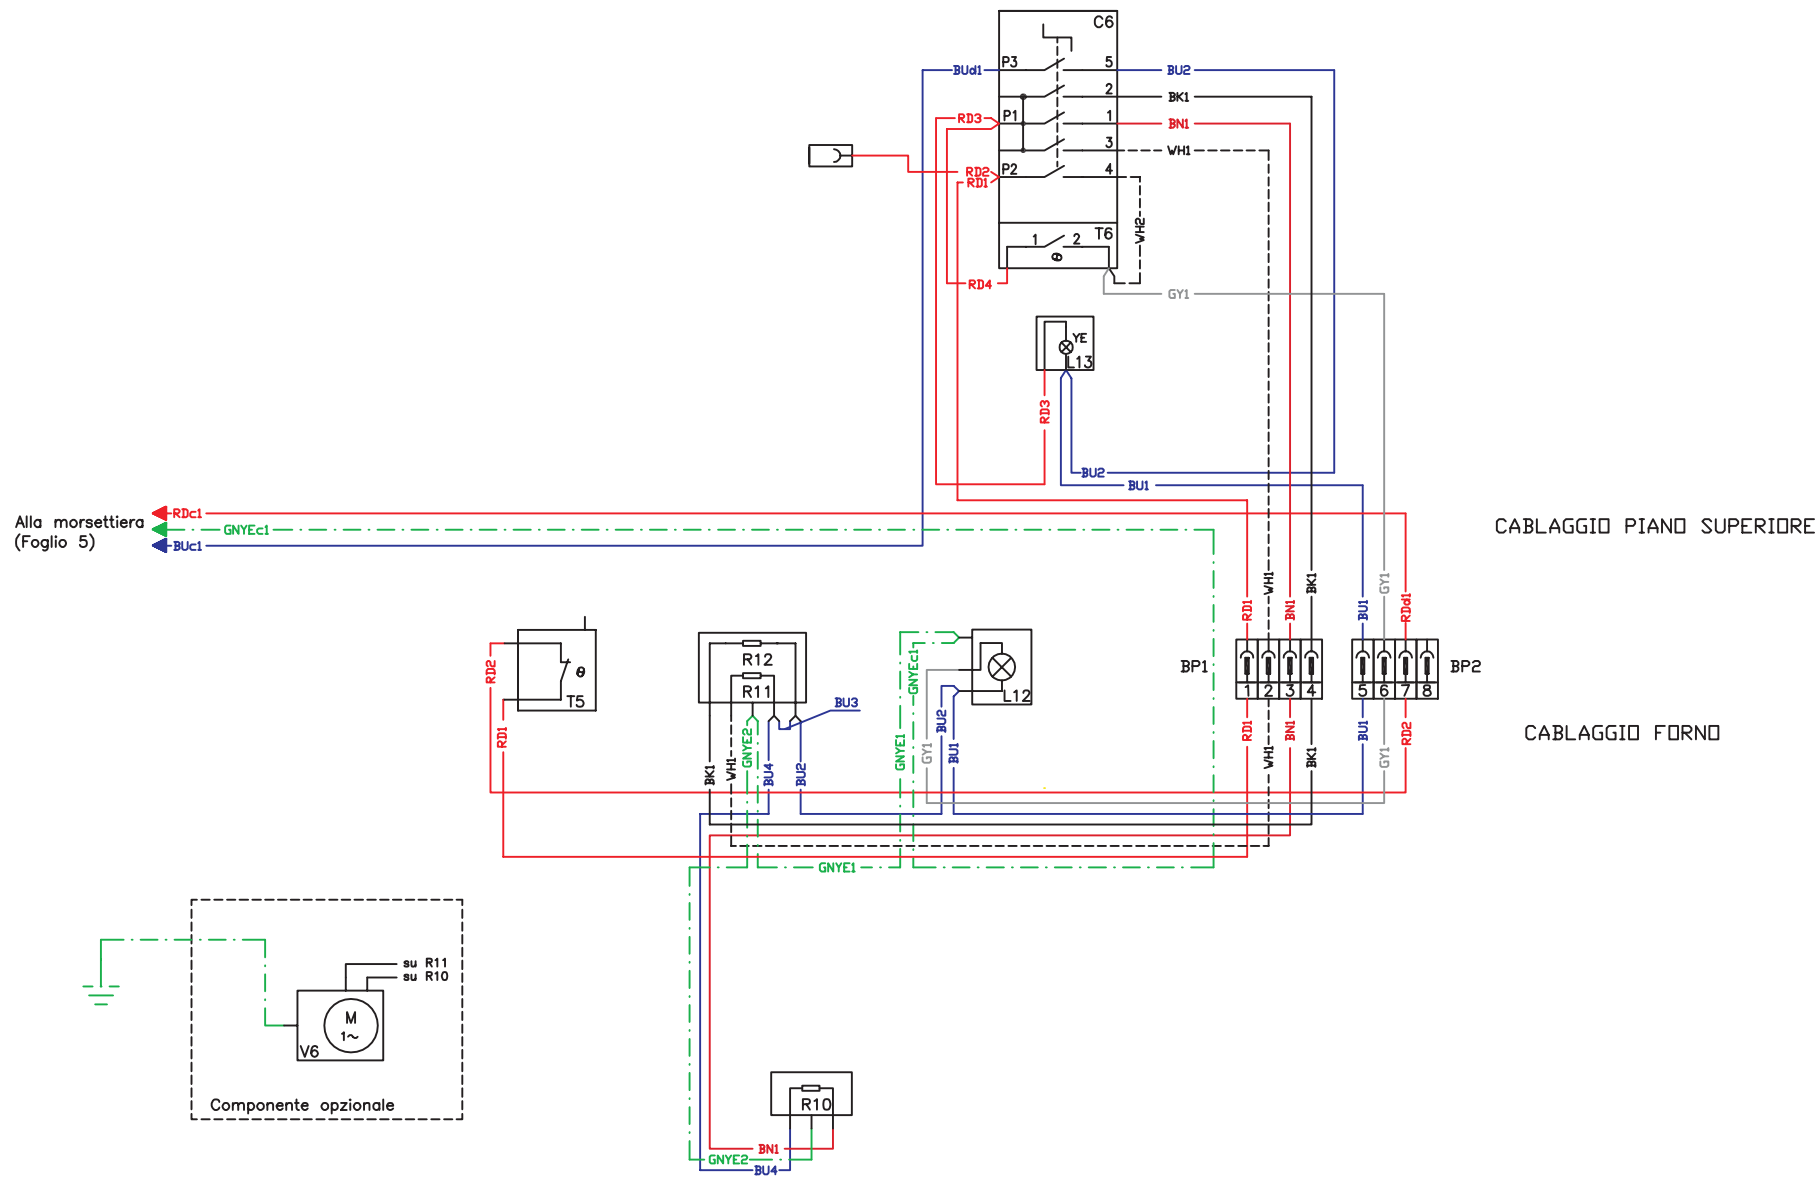 C6
P3
5
BUd1
BU2
2
BK1
P1
1
RD3
BN1
3
WH1
P2
4
RD2
RD1
WH2
T6
1
2
θ
RD4
GY1
YE
L13
RD3
BU2
BU1
RDc1
Alla morsettiera
(Foglio 5)
GNYEc1
BUc1
CABLAGGIO PIANO SUPERIORE
RD1
WH1
BN1
BK1
BU1
GY1
RDd1
BP1
1
2
3
4
5
6
7
8
BP2
RD1
WH1
BN1
BK1
BU1
GY1
RD2
CABLAGGIO FORNO
RD2
θ
T5
RD1
R12
R11
BU3
BK1
WH1
GNYE2
BU4
BU2
GNYE1
GNYEc1
L12
GY1
BU2
BU1
GNYE1
su R11
su R10
M
1~
V6
Componente opzionale
R10
BN1
GNYE2
BU4